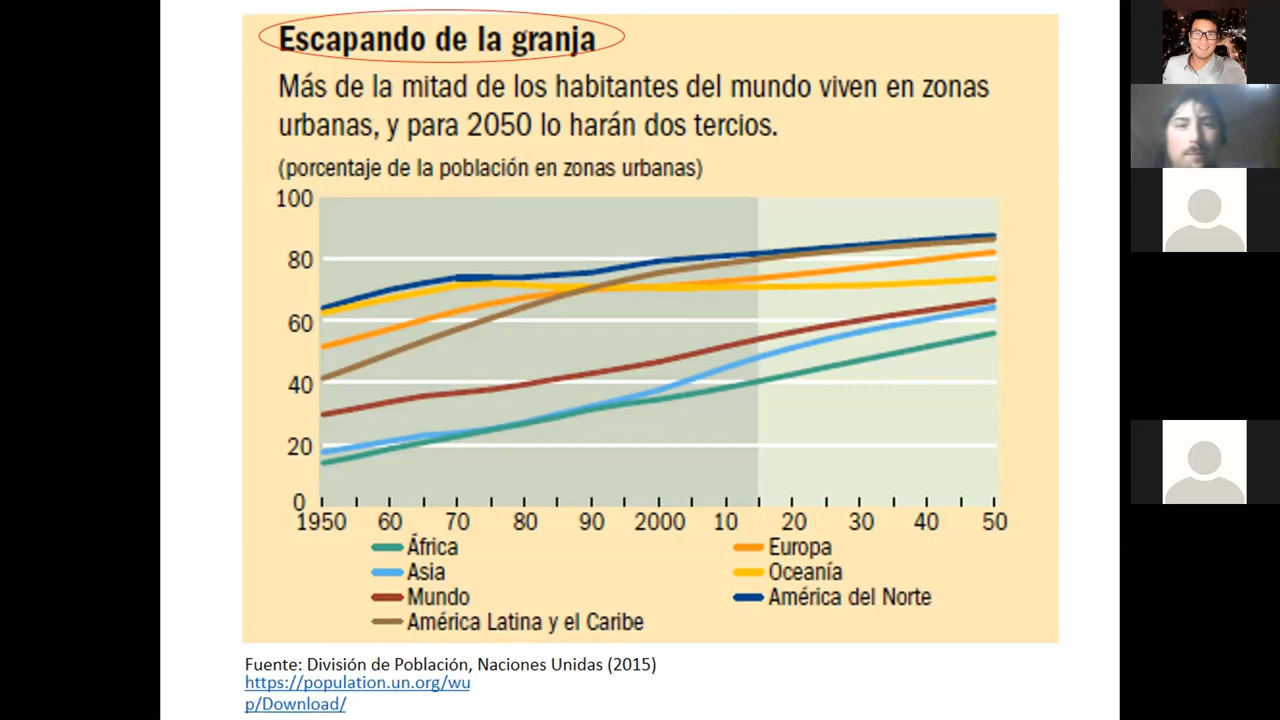 Escapando de la granja
Más de la mitad de los habitantes del mundo viven en zonas
urbanas, y para 2050 lo harán dos tercios.
(porcentaje de la población en zonas urbanas)
100
80
60
40
20
0
1950 60 70 80 90 2000 10 20 30 40 50
África
Asia
Mundo
América Latina y el Caribe
Europa
Oceanía
América del Norte
Fuente: División de Población, Naciones Unidas (2015)
https://population.un.org/wu
p/Download/